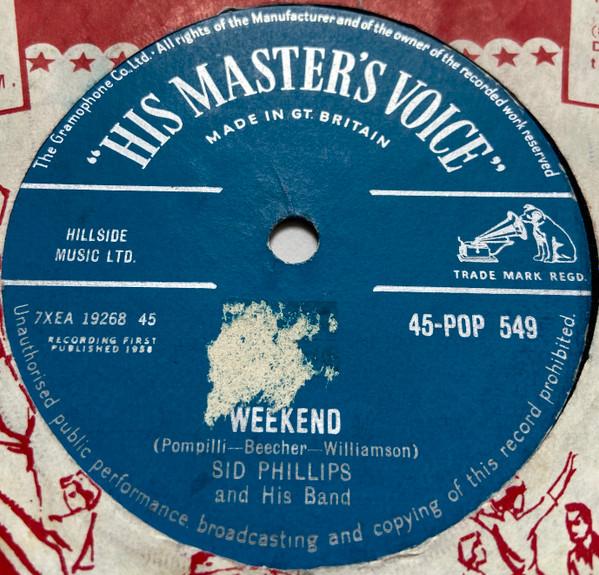 The Gramophone Co. Ltd. · All rights of the Manufacturer and of the owner of the recorded work reserved
"HIS MASTER'S VOICE"
MADE IN GT. BRITAIN
HILLSIDE
MUSIC LTD.
TRADE MARK REGD.
7XEA 19268 45
45-POP 549
RECORDING FIRST
PUBLISHED 1958
WEEKEND
(Pompilli—Beecher—Williamson)
SID PHILLIPS
and His Band
Unauthorised public performance, broadcasting and copying of this record prohibited.